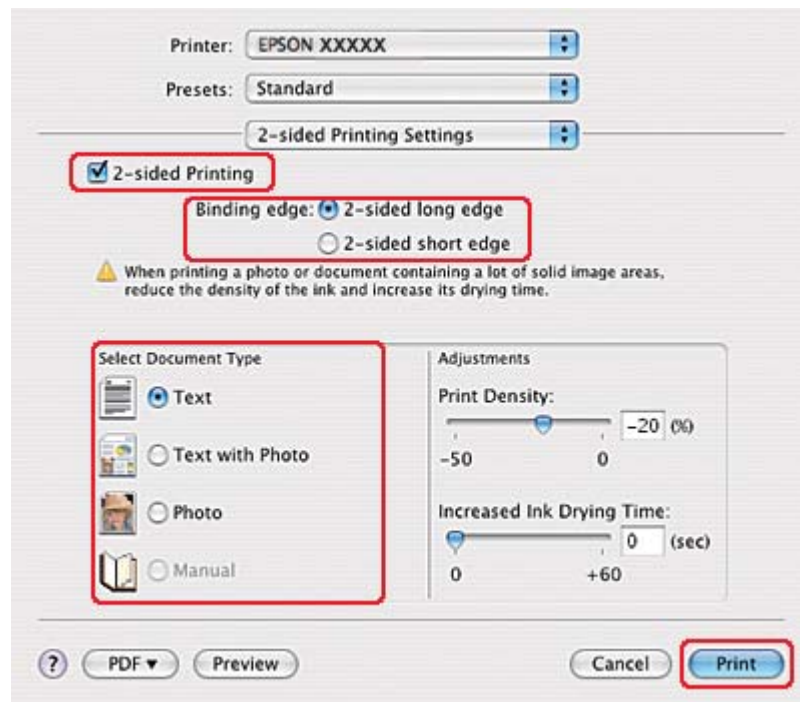 Printer: EPSON XXXXX
Presets: Standard
2-sided Printing Settings
2-sided Printing
Binding edge: 2-sided long edge
2-sided short edge
When printing a photo or document containing a lot of solid image areas,
reduce the density of the ink and increase its drying time.
Select Document Type
Text
Text with Photo
Photo
Manual
Adjustments
Print Density:
-20 (%)
-50 0
Increased Ink Drying Time:
0 (sec)
0 +60
? PDF Preview Cancel Print